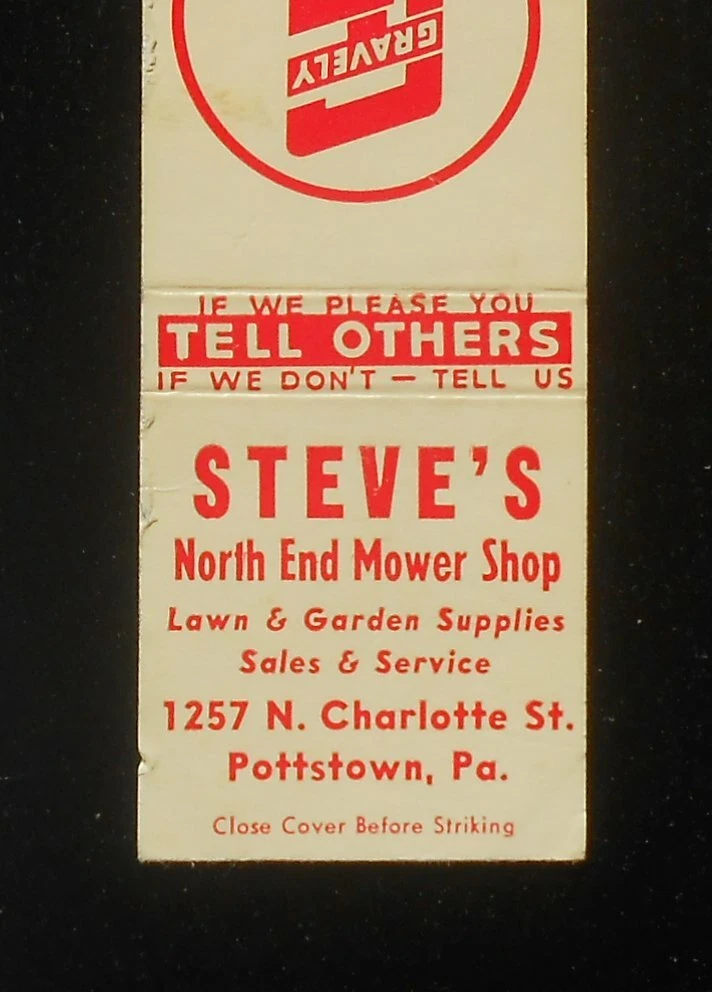 GRAVELY
IF WE PLEASE YOU
TELL OTHERS
IF WE DON'T — TELL US
STEVE'S
North End Mower Shop
Lawn & Garden Supplies
Sales & Service
1257 N. Charlotte St.
Pottstown, Pa.
Close Cover Before Striking